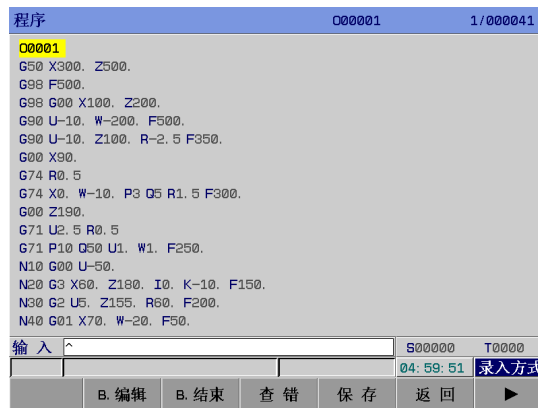 程序 O00001 1/000041
O0001
G50 X300. Z500.
G98 F500.
G98 G00 X100. Z200.
G90 U-10. W-200. F500.
G90 U-10. Z100. R-2.5 F350.
G00 X90.
G74 R0.5
G74 X0. W-10. P3 Q5 R1.5 F300.
G00 Z190.
G71 U2.5 R0.5
G71 P10 Q50 U1. W1. F250.
N10 G00 U-50.
N20 G3 X60. Z180. I0. K-10. F150.
N30 G2 U5. Z155. R60. F200.
N40 G01 X70. W-20. F50.
输 入 ^ S00000 T0000
04:59:51 录入方式
B. 编辑 B. 结束 查 错 保 存 返 回 ▶